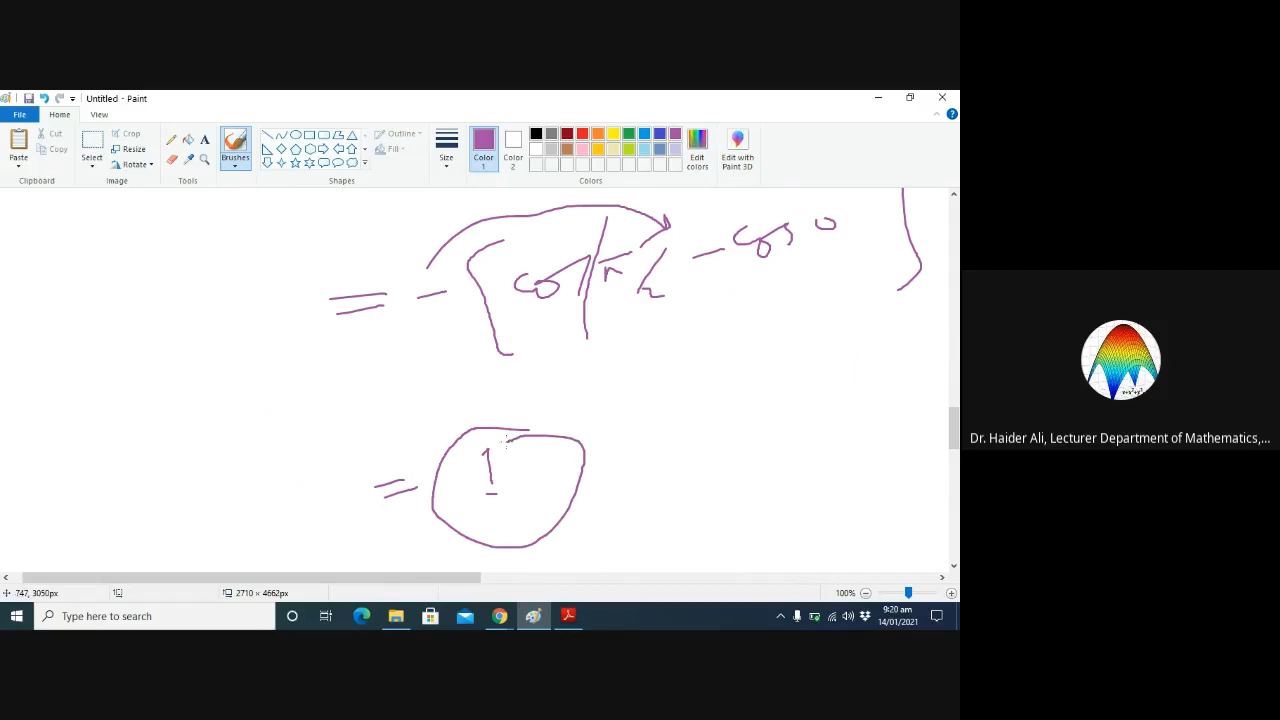 Untitled - Paint
File Home View
Paste Cut Copy Clipboard
Select Crop Resize Rotate Image
Tools
Brushes
Shapes Outline Fill
Size
Color 1 Color 2 Edit colors Colors
Edit with Paint 3D
= - [ cos π/2 - cos 0 ]
= 1
x+x²+y²
Dr. Haider Ali, Lecturer Department of Mathematics,...
747, 3050px 2710 × 4662px 100%
Type here to search
9:20 am
14/01/2021